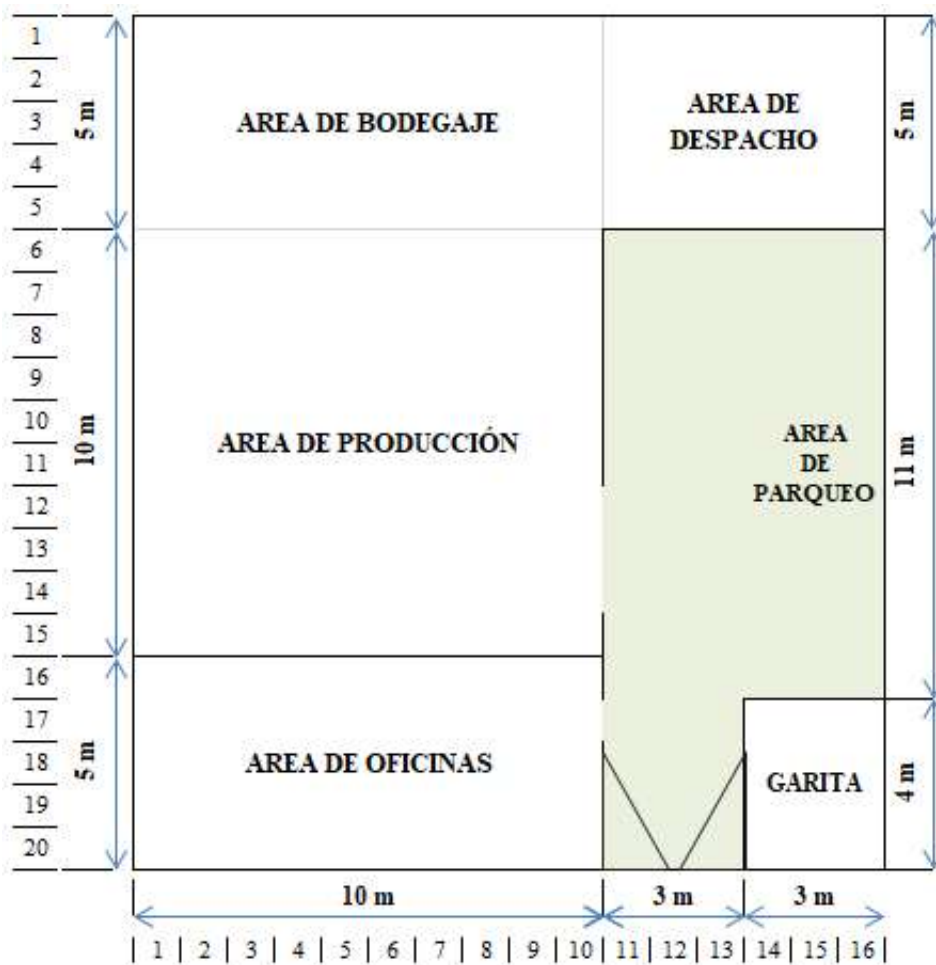 1
2
3
4
5
6
7
8
9
10
11
12
13
14
15
16
17
18
19
20
5 m
10 m
5 m
AREA DE BODEGAJE
AREA DE
DESPACHO
AREA DE PRODUCCIÓN
AREA
DE
PARQUEO
AREA DE OFICINAS
GARITA
5 m
11 m
4 m
10 m
3 m
3 m
1 2 3 4 5 6 7 8 9 10 11 12 13 14 15 16